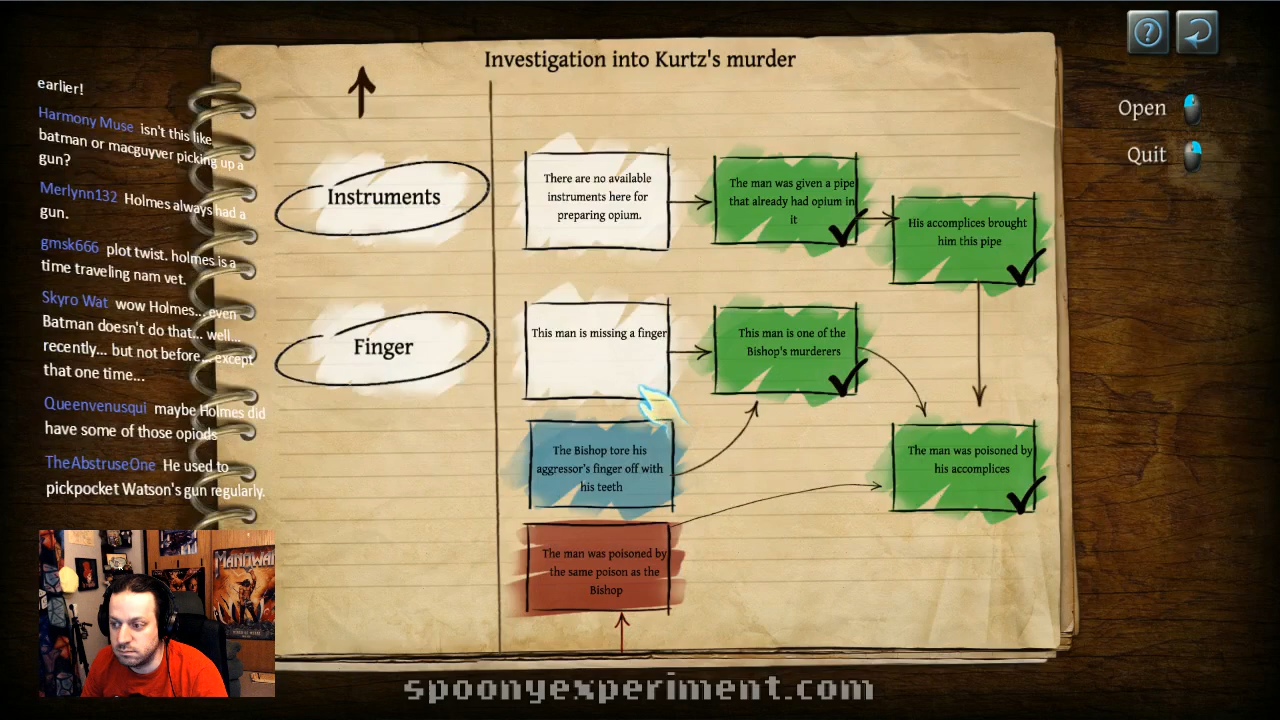 Investigation into Kurtz's murder
Open
Quit
earlier!
Harmony Muse isn't this like
batman or macguyver picking up a
gun?
Merlynn132 Holmes always had a
gun.
gmsk666 plot twist. holmes is a
time traveling nam vet.
Skyro Wat wow Holmes... even
Batman doesn't do that... well...
recently... but not before... except
that one time...
Queenvenusqui maybe Holmes did
have some of those opiods
TheAbstruseOne He used to
pickpocket Watson's gun regularly.
Instruments
There are no available
instruments here for
preparing opium.
The man was given a pipe
that already had opium in
it
His accomplices brought
him this pipe
Finger
This man is missing a finger
This man is one of the
Bishop's murderers
The Bishop tore his
aggressor's finger off with
his teeth
The man was poisoned by
his accomplices
The man was poisoned by
the same poison as the
Bishop
MANOWAR
spoonyexperiment.com